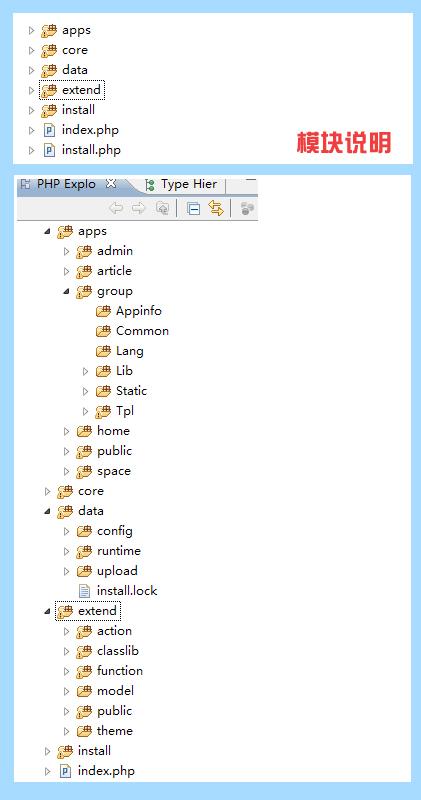 apps
core
data
extend
install
index.php
install.php
模块说明
PHP Explo
Type Hier
apps
admin
article
group
Appinfo
Common
Lang
Lib
Static
Tpl
home
public
space
core
data
config
runtime
upload
install.lock
extend
action
classlib
function
model
public
theme
install
index.php